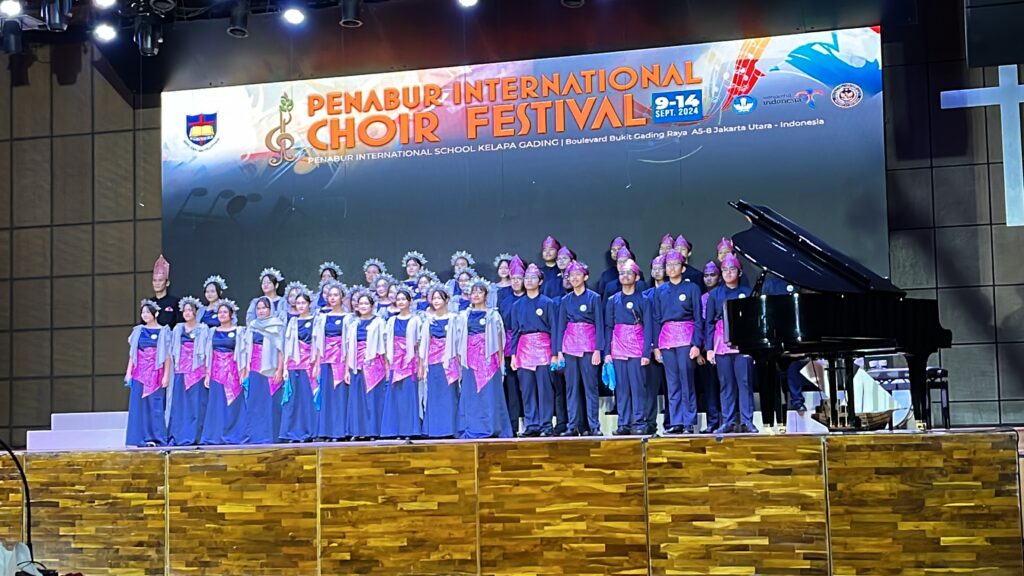 PENABUR INTERNATIONAL
CHOIR FESTIVAL
9-14
SEPT. 2024
indonesia
PENABUR INTERNATIONAL SCHOOL KELAPA GADING | Boulevard Bukit Gading Raya A5-8 Jakarta Utara - Indonesia